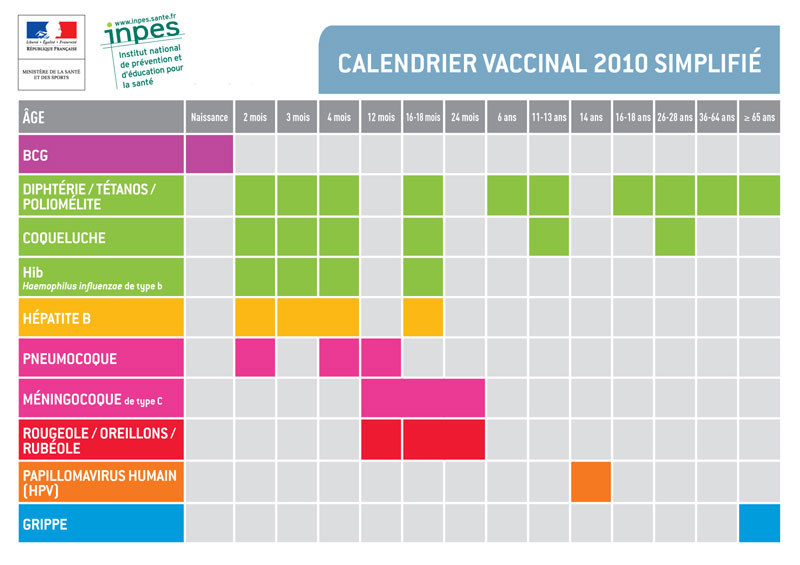 Liberté • Égalité • Fraternité
RÉPUBLIQUE FRANÇAISE
MINISTÈRE DE LA SANTÉ
ET DES SPORTS
www.inpes.sante.fr
inpes
Institut national
de prévention et
d'éducation pour
la santé
CALENDRIER VACCINAL 2010 SIMPLIFIÉ
ÂGE Naissance 2 mois 3 mois 4 mois 12 mois 16-18 mois 24 mois 6 ans 11-13 ans 14 ans 16-18 ans 26-28 ans 36-64 ans ≥ 65 ans
BCG
DIPHTÉRIE / TÉTANOS /
POLIOMÉLITE
COQUELUCHE
Hib
Haemophilus influenzae de type b
HÉPATITE B
PNEUMOCOQUE
MÉNINGOCOQUE de type C
ROUGEOLE / OREILLONS /
RUBÉOLE
PAPILLOMAVIRUS HUMAIN
(HPV)
GRIPPE